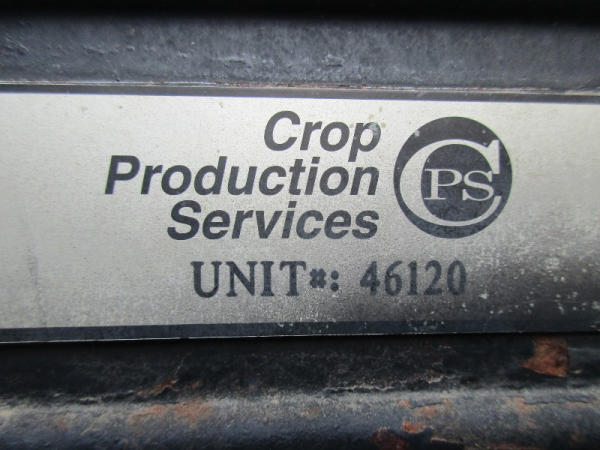 Crop
Production
Services
CPS
UNIT#: 46120